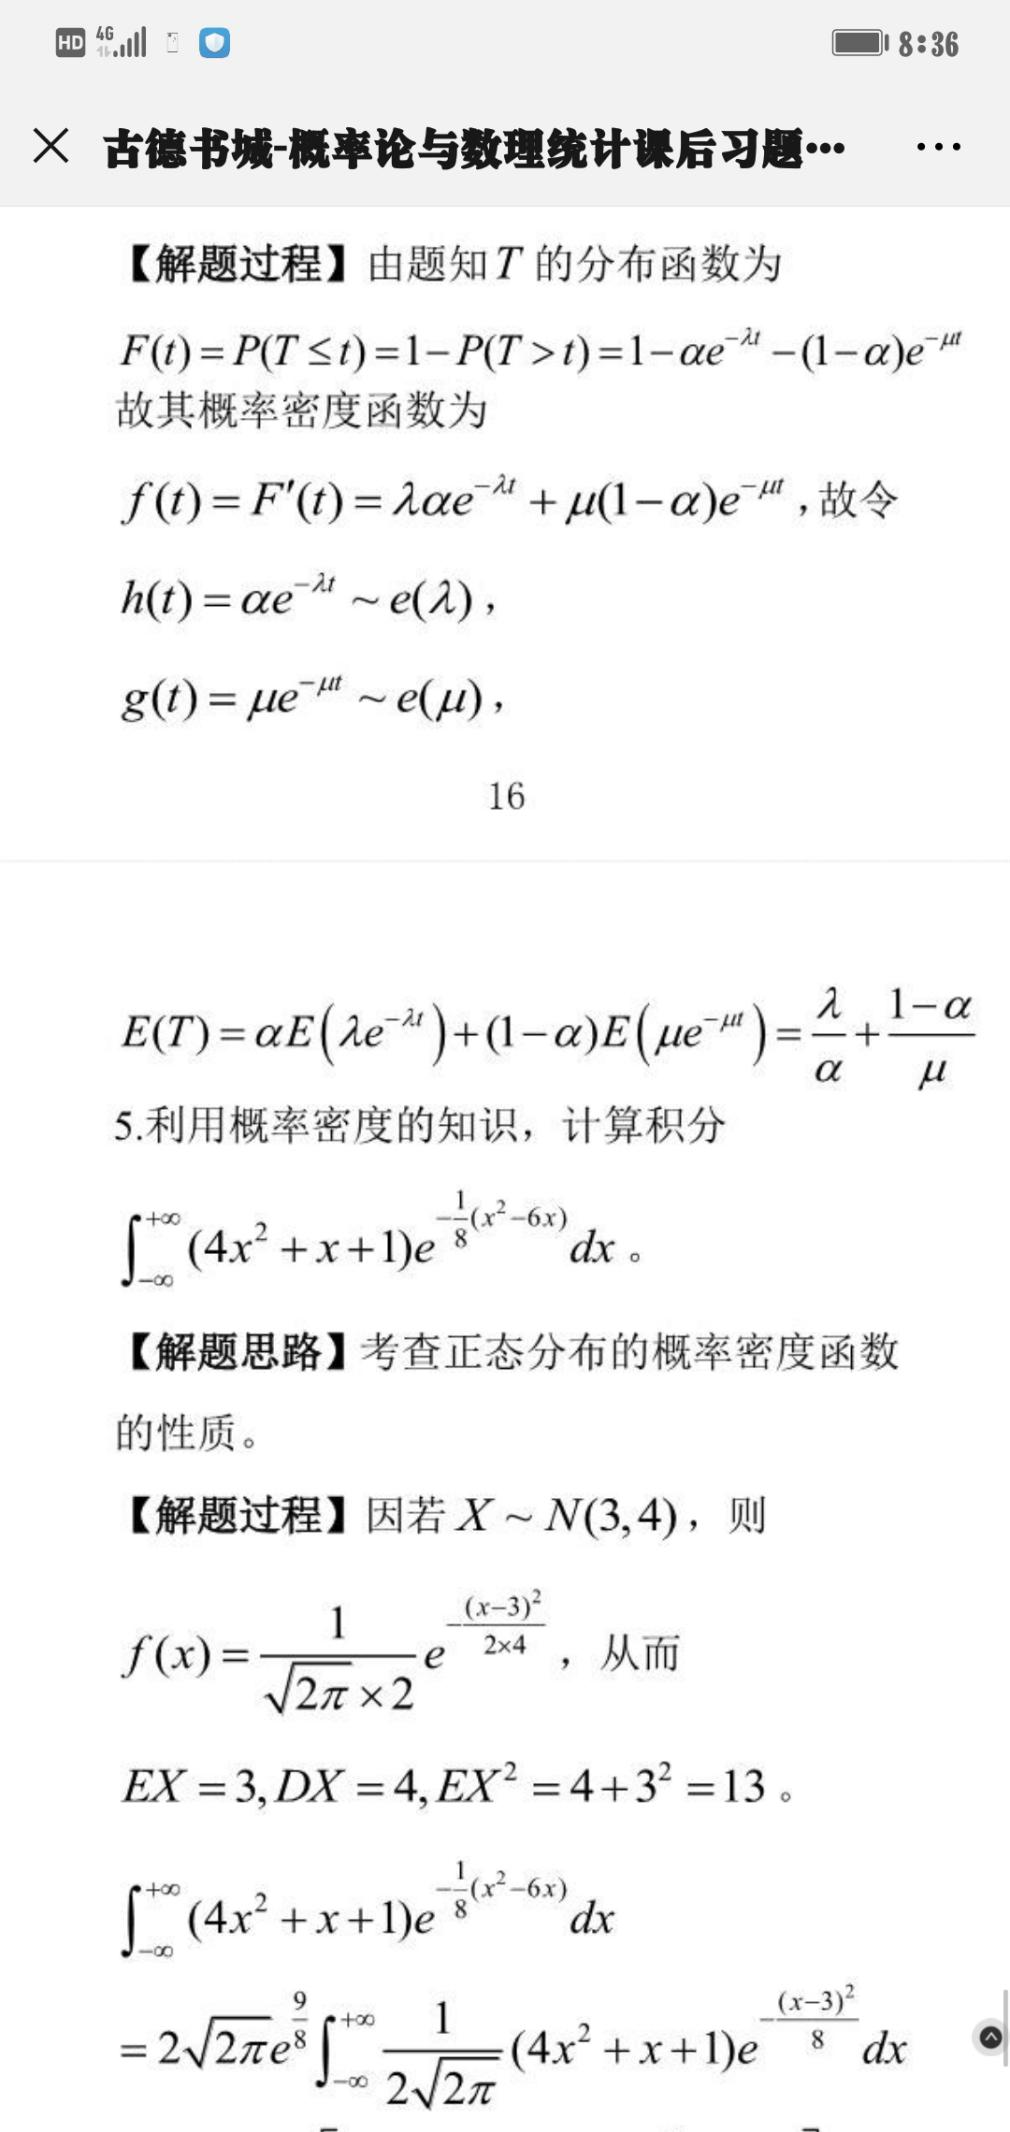 HD 4G 8:36
古德书城-概率论与数理统计课后习题…
【解题过程】由题知T 的分布函数为
F(t)=P(T≤t)=1−P(T>t)=1−αe^{−λt}−(1−α)e^{−μt}
故其概率密度函数为
f(t)=F′(t)=λαe^{−λt}+μ(1−α)e^{−μt},故令
h(t)=αe^{−λt}~e(λ),
g(t)=μe^{−μt}~e(μ),
16
E(T)=αE(λe^{−λt})+(1−α)E(μe^{−μt})=λ/α+(1−α)/μ
5.利用概率密度的知识，计算积分
∫_{−∞}^{+∞}(4x²+x+1)e^{−1/8(x²−6x)}dx。
【解题思路】考查正态分布的概率密度函数
的性质。
【解题过程】因若 X~N(3,4)，则
f(x)=1/(√2π×2) e^{−(x−3)²/(2×4)}，从而
EX=3,DX=4,EX²=4+3²=13。
∫_{−∞}^{+∞}(4x²+x+1)e^{−1/8(x²−6x)}dx
=2√2πe^{9/8}∫_{−∞}^{+∞} 1/(2√2π) (4x²+x+1)e^{−(x−3)²/8}dx